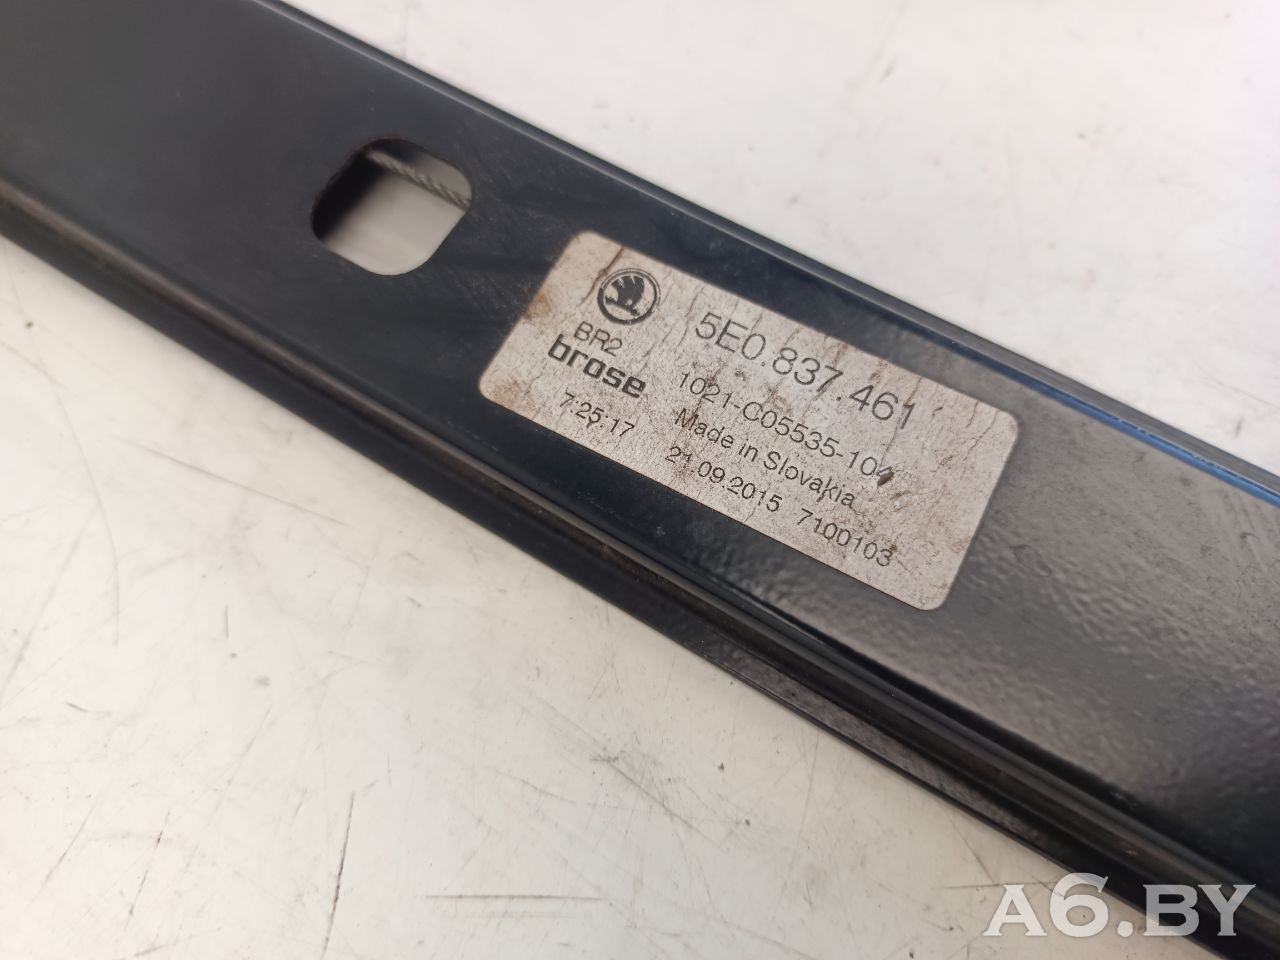 5E0.837.461
BR2
brose
1021-C05535-104
Made in Slovakia
7:25:17
21.09.2015 7100103
A6.BY